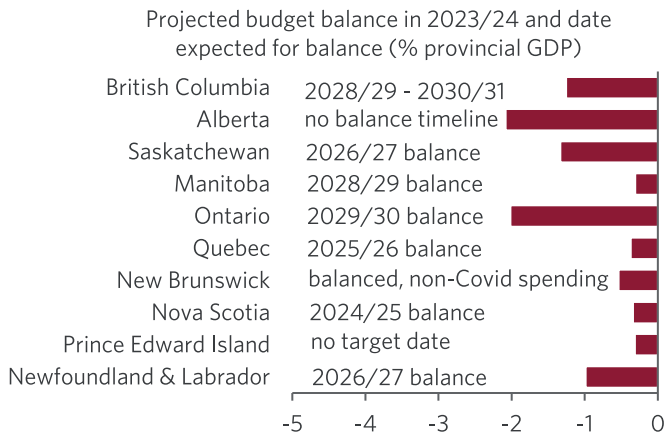 Projected budget balance in 2023/24 and date
expected for balance (% provincial GDP)
British Columbia 2028/29 - 2030/31
Alberta no balance timeline
Saskatchewan 2026/27 balance
Manitoba 2028/29 balance
Ontario 2029/30 balance
Quebec 2025/26 balance
New Brunswick balanced, non-Covid spending
Nova Scotia 2024/25 balance
Prince Edward Island no target date
Newfoundland & Labrador 2026/27 balance
-5 -4 -3 -2 -1 0